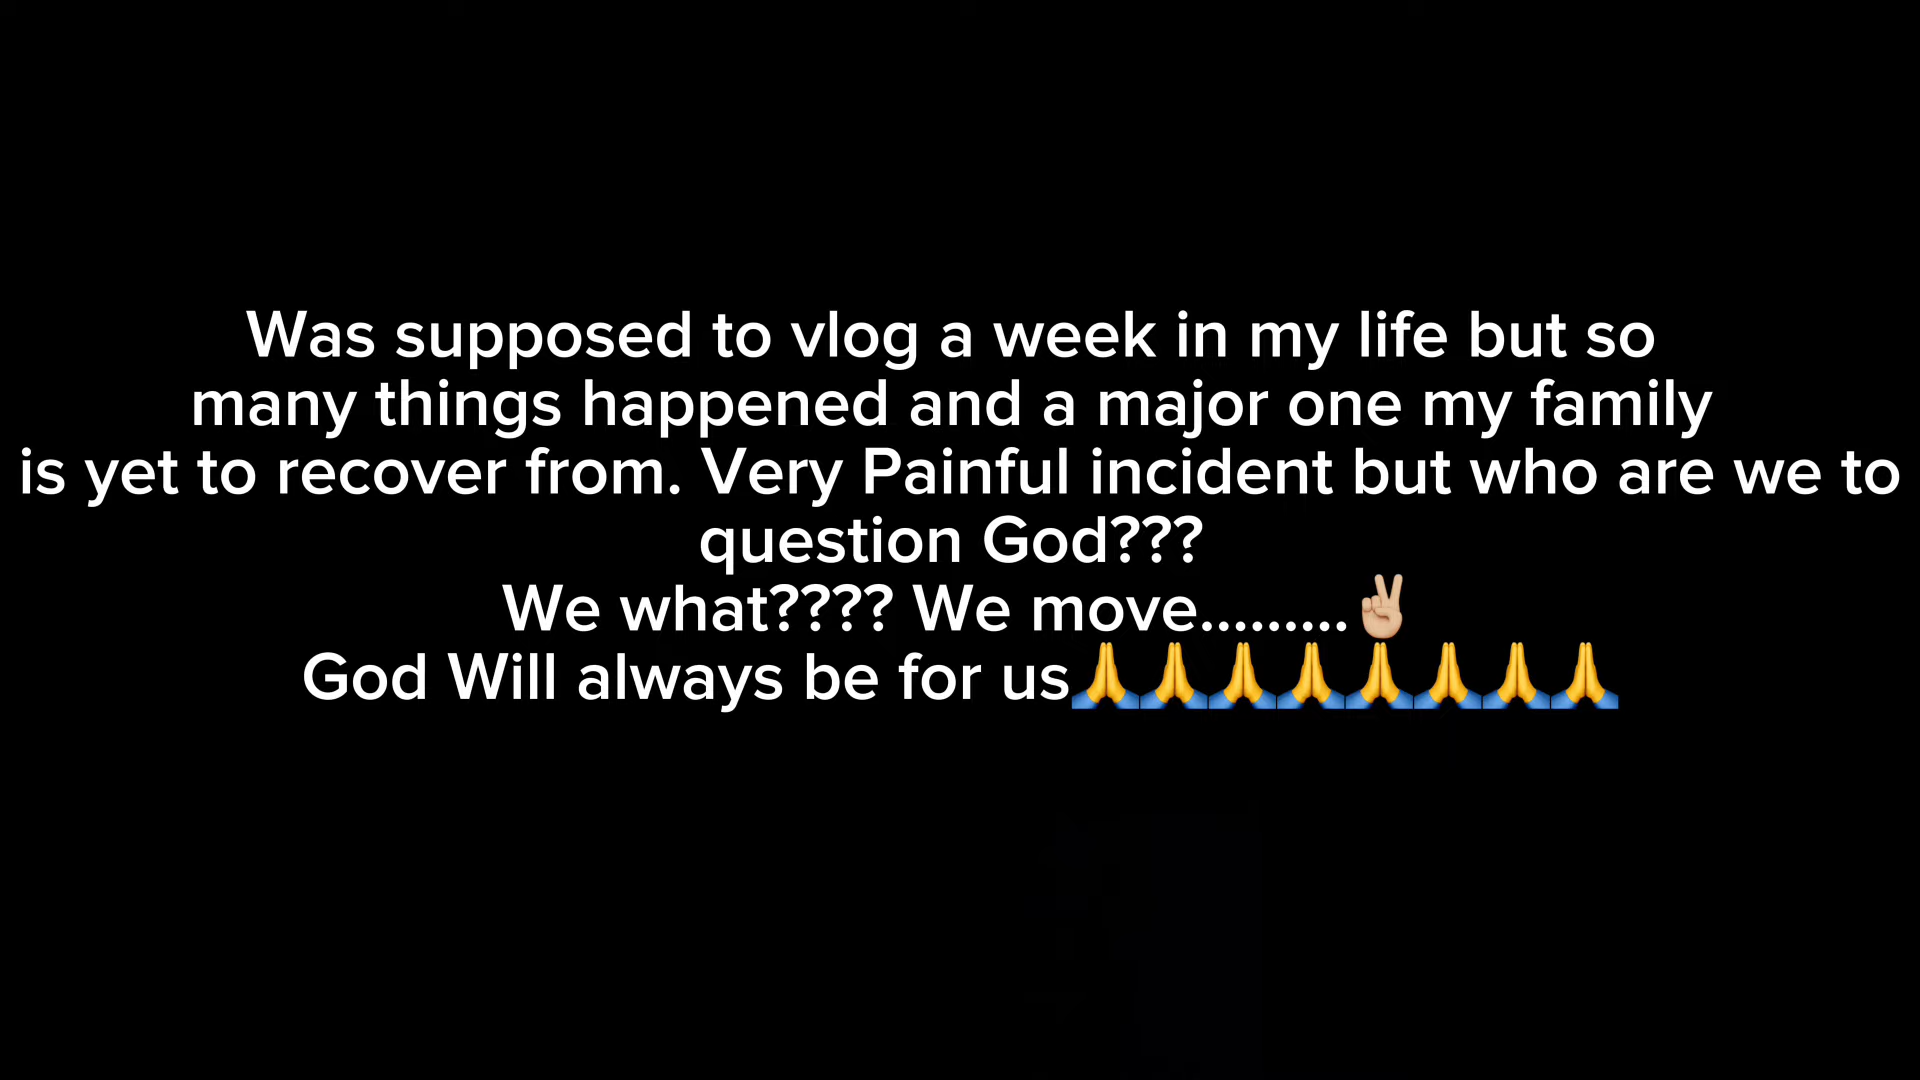 Was supposed to vlog a week in my life but so
many things happened and a major one my family
is yet to recover from. Very Painful incident but who are we to
question God???
We what???? We move.........✌🏼
God Will always be for us🙏🙏🙏🙏🙏🙏🙏🙏